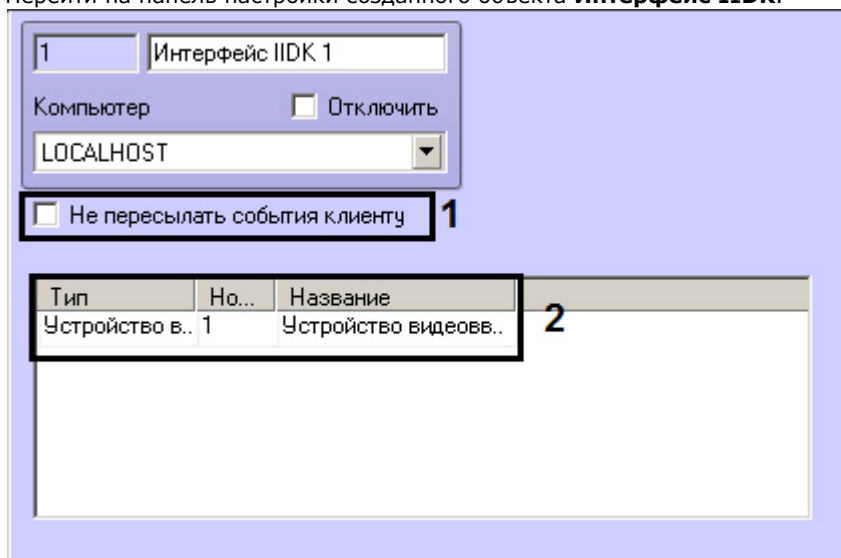 Перейти на панель настройки созданного объекта Интерфейс IIDK.
1 Интерфейс IIDK 1
Компьютер Отключить
LOCALHOST
Не пересылать события клиенту 1
Тип Но... Название
Устройство в.. 1 Устройство видеовв.. 2